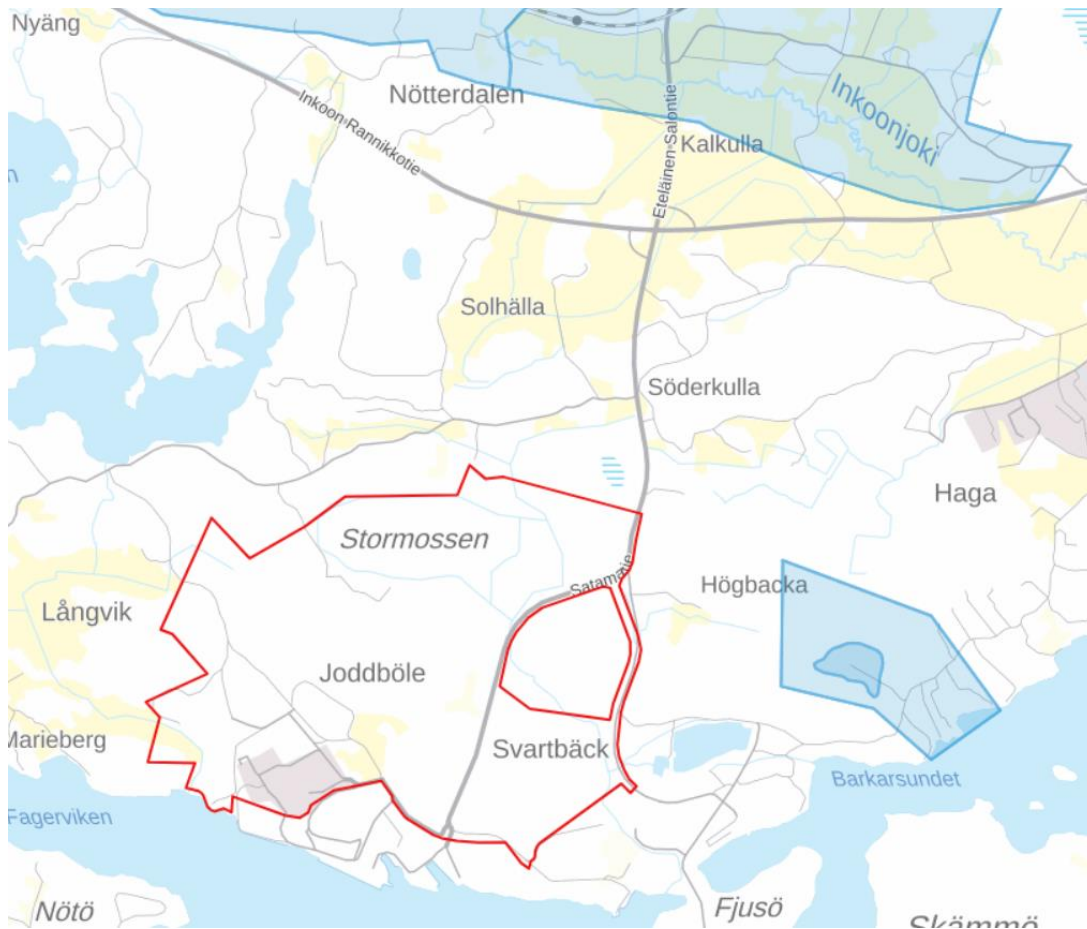 Nyäng
Nötterdalen
Inkoon Rannikkotie
Inkoonjoki
Eteläinen Salontie
Kalkulla
Solhälla
Söderkulla
Haga
Stormossen
Satamatie
Högbacka
Långvik
Joddböle
Marieberg
Svartbäck
Barkarsundet
Fagerviken
Nötö
Fjusö
Skämmö